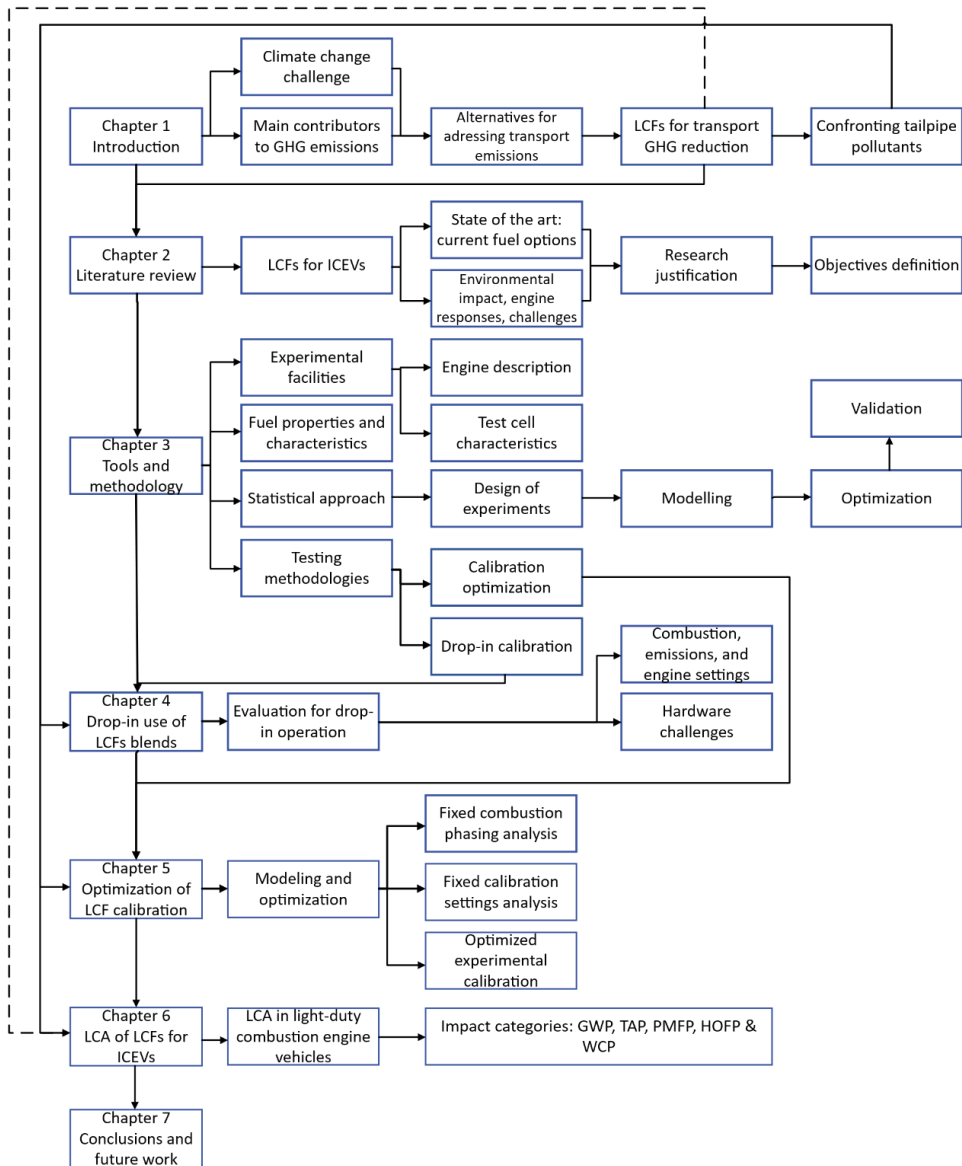 Climate change
challenge
Chapter 1
Introduction
Main contributors
to GHG emissions
Alternatives for
adressing transport
emissions
LCFs for transport
GHG reduction
Confronting tailpipe
pollutants
Chapter 2
Literature review
LCFs for ICEVs
State of the art:
current fuel options
Environmental
impact, engine
responses, challenges
Research
justification
Objectives definition
Chapter 3
Tools and
methodology
Experimental
facilities
Engine description
Test cell
characteristics
Fuel properties and
characteristics
Statistical approach
Design of
experiments
Modelling
Optimization
Validation
Testing
methodologies
Calibration
optimization
Drop-in calibration
Chapter 4
Drop-in use of
LCFs blends
Evaluation for drop-
in operation
Combustion,
emissions, and
engine settings
Hardware
challenges
Chapter 5
Optimization of
LCF calibration
Modeling and
optimization
Fixed combustion
phasing analysis
Fixed calibration
settings analysis
Optimized
experimental
calibration
Chapter 6
LCA of LCFs for
ICEVs
LCA in light-duty
combustion engine
vehicles
Impact categories: GWP, TAP, PMFP, HOFP &
WCP
Chapter 7
Conclusions and
future work